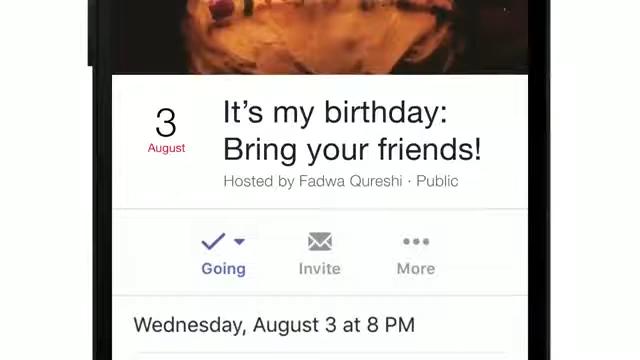 3
August
It's my birthday:
Bring your friends!
Hosted by Fadwa Qureshi · Public
Going
Invite
More
Wednesday, August 3 at 8 PM